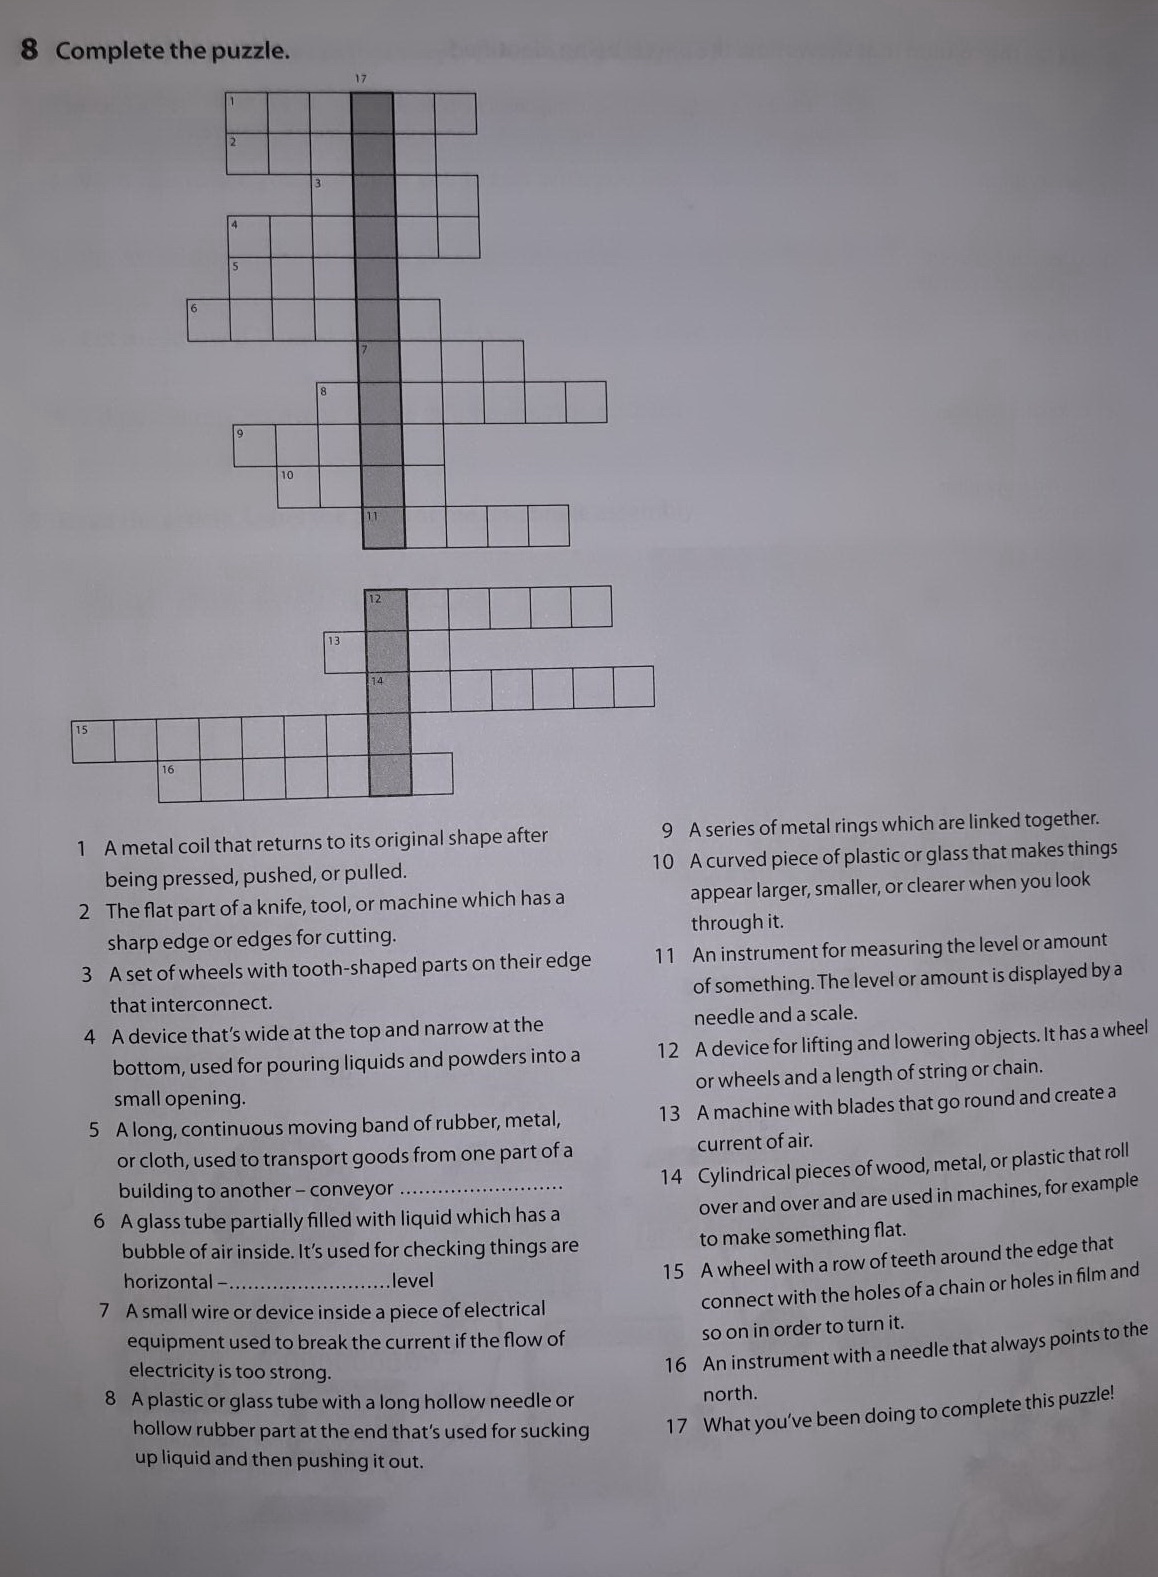 8 Complete the puzzle.
17
1
2
3
4
5
6
7
8
9
10
11
12
13
14
15
16
1 A metal coil that returns to its original shape after
being pressed, pushed, or pulled.
2 The flat part of a knife, tool, or machine which has a
sharp edge or edges for cutting.
3 A set of wheels with tooth-shaped parts on their edge
that interconnect.
4 A device that's wide at the top and narrow at the
bottom, used for pouring liquids and powders into a
small opening.
5 A long, continuous moving band of rubber, metal,
or cloth, used to transport goods from one part of a
building to another – conveyor ............................
6 A glass tube partially filled with liquid which has a
bubble of air inside. It's used for checking things are
horizontal –............................level
7 A small wire or device inside a piece of electrical
equipment used to break the current if the flow of
electricity is too strong.
8 A plastic or glass tube with a long hollow needle or
hollow rubber part at the end that's used for sucking
up liquid and then pushing it out.
9 A series of metal rings which are linked together.
10 A curved piece of plastic or glass that makes things
appear larger, smaller, or clearer when you look
through it.
11 An instrument for measuring the level or amount
of something. The level or amount is displayed by a
needle and a scale.
12 A device for lifting and lowering objects. It has a wheel
or wheels and a length of string or chain.
13 A machine with blades that go round and create a
current of air.
14 Cylindrical pieces of wood, metal, or plastic that roll
over and over and are used in machines, for example
to make something flat.
15 A wheel with a row of teeth around the edge that
connect with the holes of a chain or holes in film and
so on in order to turn it.
16 An instrument with a needle that always points to the
north.
17 What you've been doing to complete this puzzle!